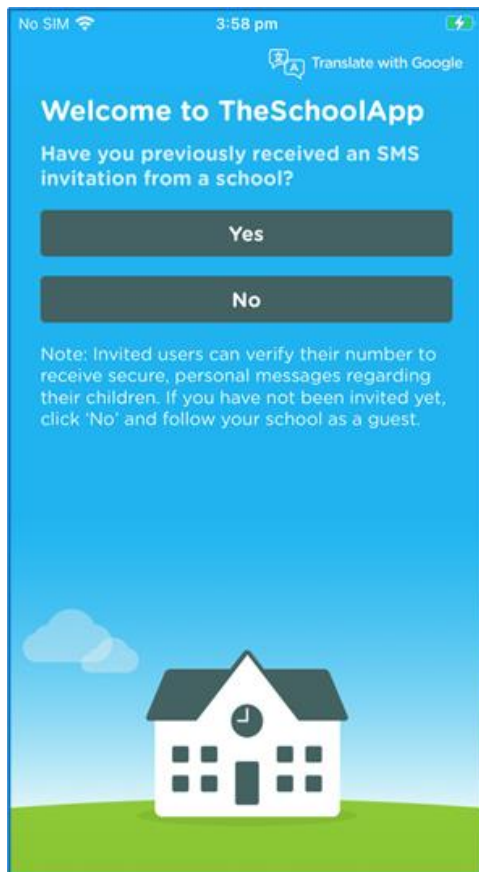 No SIM 3:58 pm
Translate with Google
Welcome to TheSchoolApp
Have you previously received an SMS
invitation from a school?
Yes
No
Note: Invited users can verify their number to
receive secure, personal messages regarding
their children. If you have not been invited yet,
click ‘No’ and follow your school as a guest.